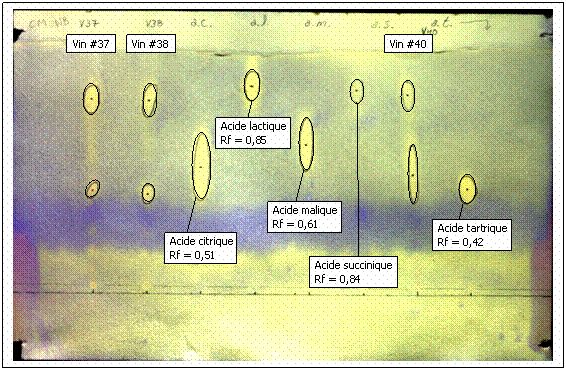 V37 V38 a.c. a.l. a.m. a.s. a.t.
V40
Vin #37
Vin #38
Vin #40
Acide lactique
Rf = 0,85
Acide malique
Rf = 0,61
Acide citrique
Rf = 0,51
Acide succinique
Rf = 0,84
Acide tartrique
Rf = 0,42